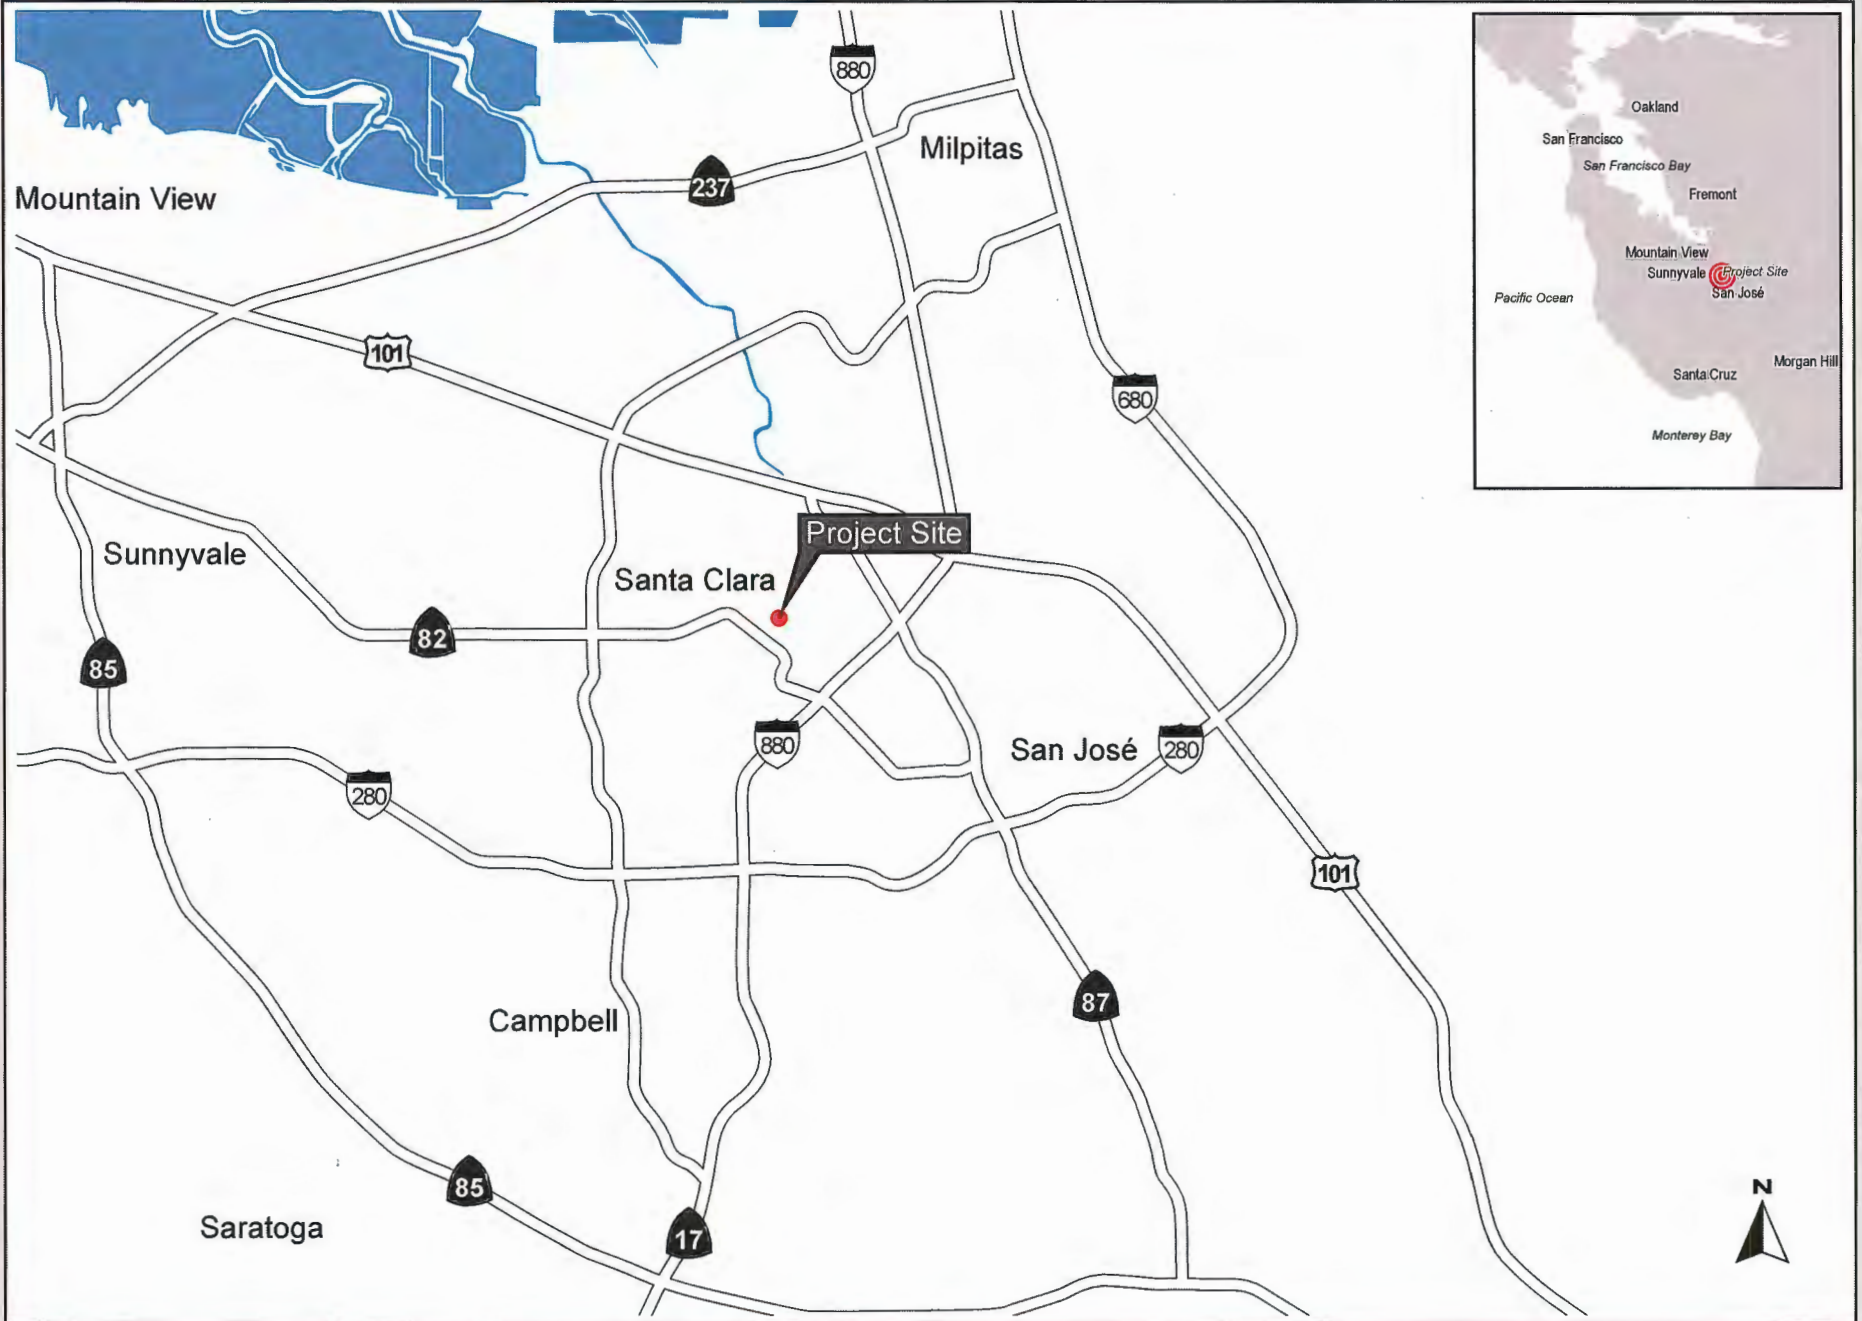 880
Milpitas
237
Mountain View
101
680
Project Site
Sunnyvale
Santa Clara
82
85
880
San José
280
280
101
87
Campbell
85
Saratoga
17
N
Oakland
San Francisco
San Francisco Bay
Fremont
Mountain View
Sunnyvale
Project Site
San José
Pacific Ocean
Morgan Hill
Santa Cruz
Monterey Bay